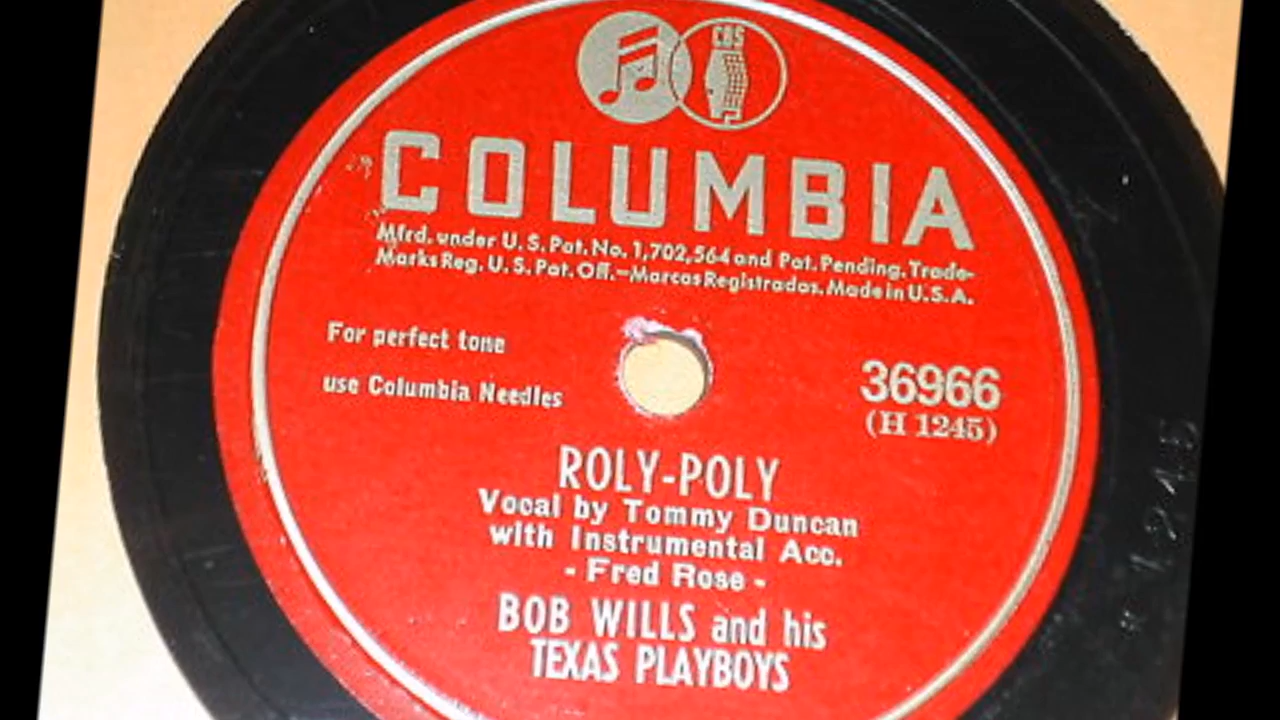 CBS
COLUMBIA
Mfrd. under U. S. Pat. No. 1,702,564 and Pat. Pending. Trade-
Marks Reg. U. S. Pat. Off.—Marcas Registradas. Made in U.S.A.
For perfect tone
use Columbia Needles
36966
(H 1245)
ROLY-POLY
Vocal by Tommy Duncan
with Instrumental Acc.
- Fred Rose -
BOB WILLS and his
TEXAS PLAYBOYS
1245